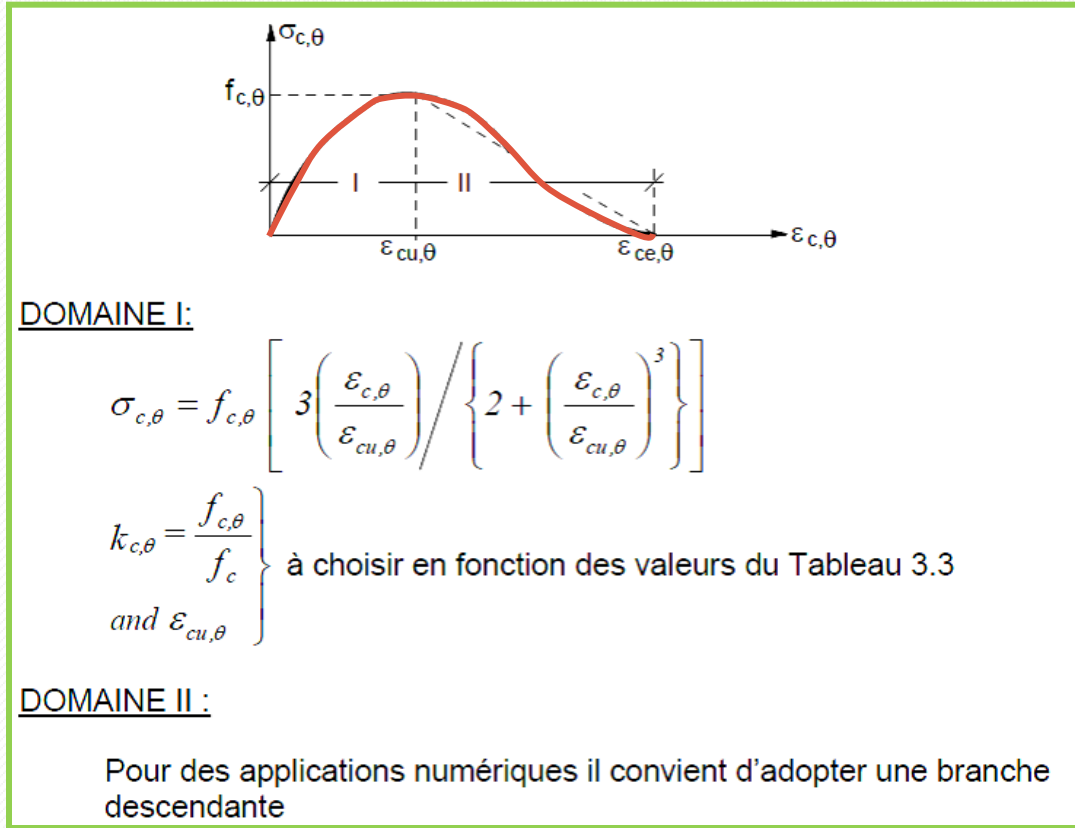 σc,θ
fc,θ
I II
εcu,θ εce,θ εc,θ
DOMAINE I:
σc,θ = fc,θ [ 3(εc,θ / εcu,θ) / {2 + (εc,θ / εcu,θ)³} ]
kc,θ = fc,θ / fc
and εcu,θ } à choisir en fonction des valeurs du Tableau 3.3
DOMAINE II :
Pour des applications numériques il convient d'adopter une branche
descendante